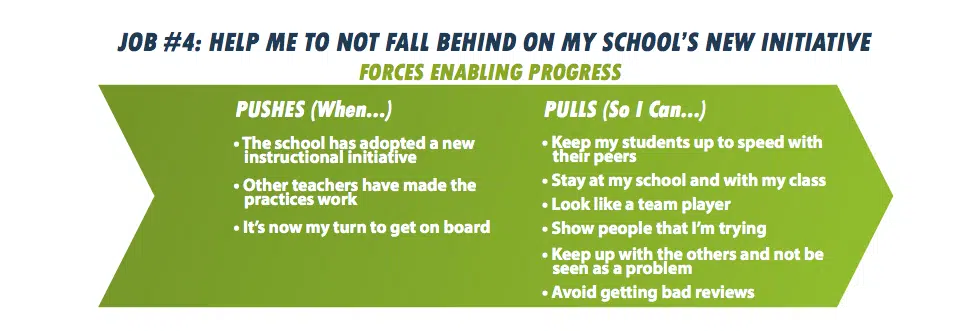 JOB #4: HELP ME TO NOT FALL BEHIND ON MY SCHOOL'S NEW INITIATIVE
FORCES ENABLING PROGRESS
PUSHES (When...)
• The school has adopted a new
instructional initiative
• Other teachers have made the
practices work
• It's now my turn to get on board
PULLS (So I Can...)
• Keep my students up to speed with
their peers
• Stay at my school and with my class
• Look like a team player
• Show people that I'm trying
• Keep up with the others and not be
seen as a problem
• Avoid getting bad reviews